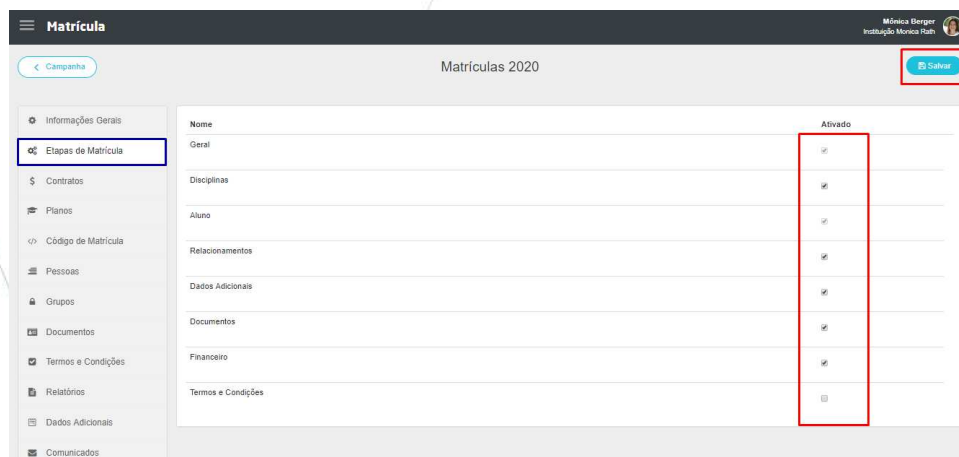 Matrícula
Mônica Berger
Instituição Monica Rath
Campanha
Matrículas 2020
Salvar
Informações Gerais
Etapas de Matrícula
Contratos
Planos
Código de Matrícula
Pessoas
Grupos
Documentos
Termos e Condições
Relatórios
Dados Adicionais
Comunicados
Nome Ativado
Geral
Disciplinas
Aluno
Relacionamentos
Dados Adicionais
Documentos
Financeiro
Termos e Condições